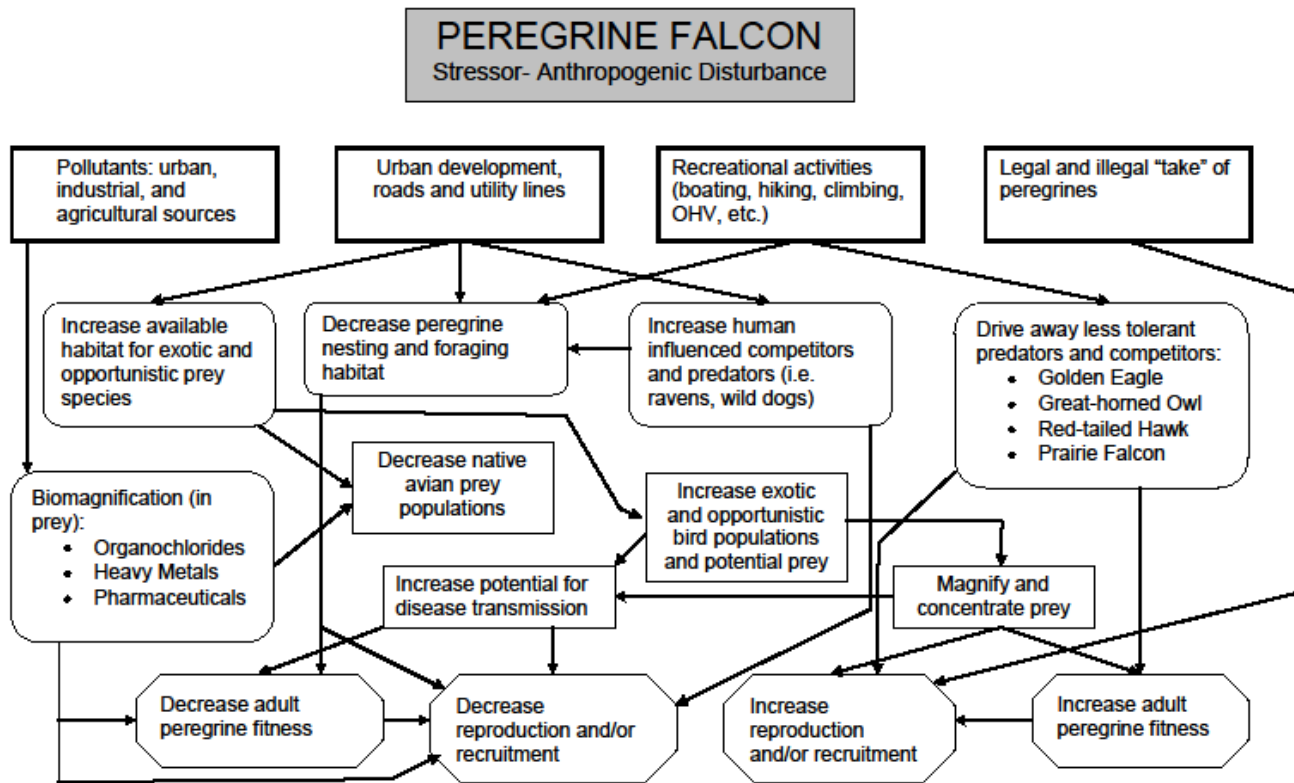 PEREGRINE FALCON
Stressor- Anthropogenic Disturbance
Pollutants: urban,
industrial, and
agricultural sources
Urban development,
roads and utility lines
Recreational activities
(boating, hiking, climbing,
OHV, etc.)
Legal and illegal “take” of
peregrines
Increase available
habitat for exotic and
opportunistic prey
species
Decrease peregrine
nesting and foraging
habitat
Increase human
influenced competitors
and predators (i.e.
ravens, wild dogs)
Drive away less tolerant
predators and competitors:
• Golden Eagle
• Great-horned Owl
• Red-tailed Hawk
• Prairie Falcon
Biomagnification (in
prey):
• Organochlorides
• Heavy Metals
• Pharmaceuticals
Decrease native
avian prey
populations
Increase exotic
and opportunistic
bird populations
and potential prey
Increase potential for
disease transmission
Magnify and
concentrate prey
Decrease adult
peregrine fitness
Decrease
reproduction and/or
recruitment
Increase
reproduction
and/or recruitment
Increase adult
peregrine fitness